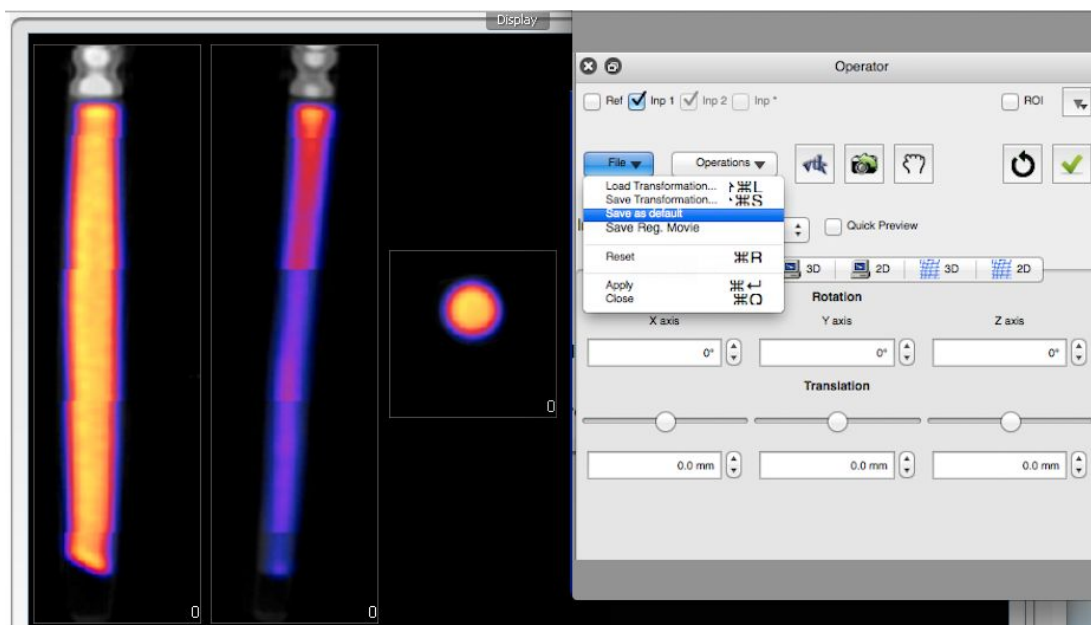 Display
Operator
Ref Inp 1 Inp 2 Inp * ROI
File Operations vtk
Load Transformation... ⌘L
Save Transformation... ⌘S
Save as default
Save Reg. Movie
Quick Preview
Reset ⌘R
3D 2D 3D 2D
Apply ⌘↩
Close
Rotation
X axis Y axis Z axis
0° 0° 0°
Translation
0.0 mm 0.0 mm 0.0 mm
0
0 0